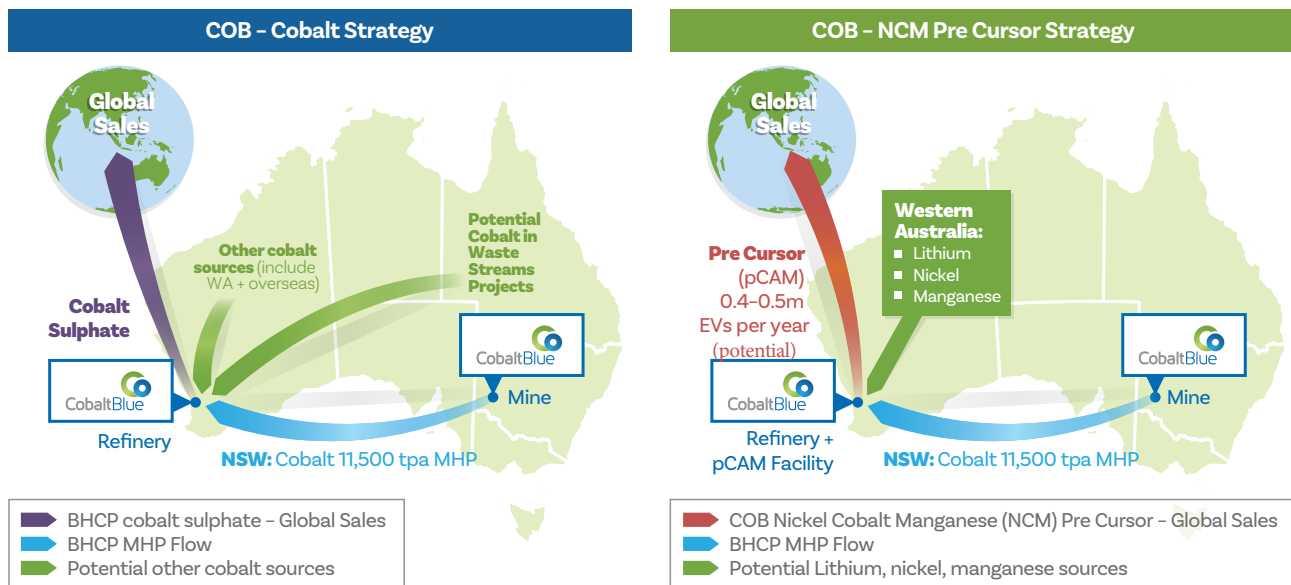 COB – Cobalt Strategy
Global
Sales
Other cobalt
sources (include
WA + overseas)
Potential
Cobalt in
Waste
Streams
Projects
Cobalt
Sulphate
CobaltBlue
Refinery
CobaltBlue
Mine
NSW: Cobalt 11,500 tpa MHP
BHCP cobalt sulphate – Global Sales
BHCP MHP Flow
Potential other cobalt sources
COB – NCM Pre Cursor Strategy
Global
Sales
Western
Australia:
Lithium
Nickel
Manganese
Pre Cursor
(pCAM)
0.4–0.5m
EVs per year
(potential)
CobaltBlue
Refinery +
pCAM Facility
CobaltBlue
Mine
NSW: Cobalt 11,500 tpa MHP
COB Nickel Cobalt Manganese (NCM) Pre Cursor – Global Sales
BHCP MHP Flow
Potential Lithium, nickel, manganese sources